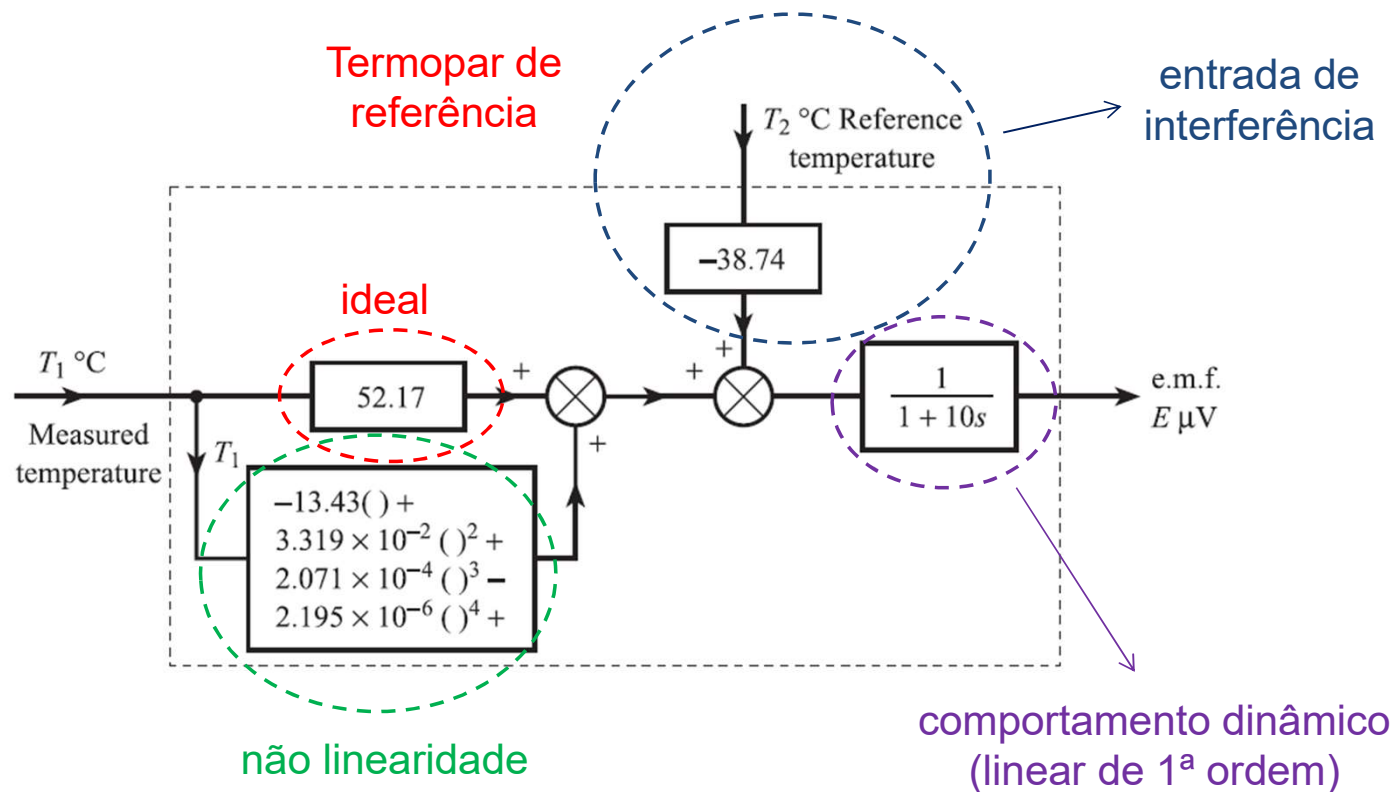 Termopar de
referência
entrada de
interferência
T₂ °C Reference
temperature
−38.74
ideal
T₁ °C
52.17
+
+
+
+
1
1 + 10s
e.m.f.
E μV
Measured
temperature
T₁
−13.43( ) +
3.319 × 10⁻² ( )² +
2.071 × 10⁻⁴ ( )³ −
2.195 × 10⁻⁶ ( )⁴ +
não linearidade
comportamento dinâmico
(linear de 1ª ordem)